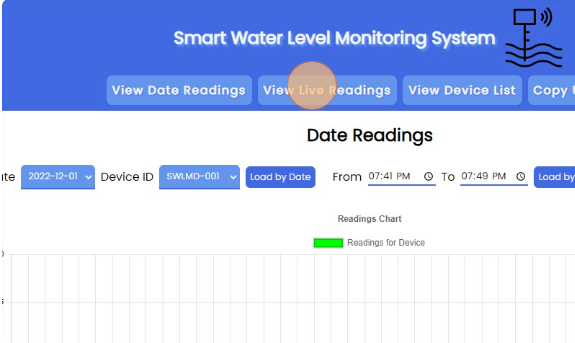 Smart Water Level Monitoring System
View Date Readings View Live Readings View Device List Copy
Date Readings
2022-12-01 Device ID SWLMD-001 Load by Date From 07:41 PM To 07:49 PM Load by
Readings Chart
Readings for Device